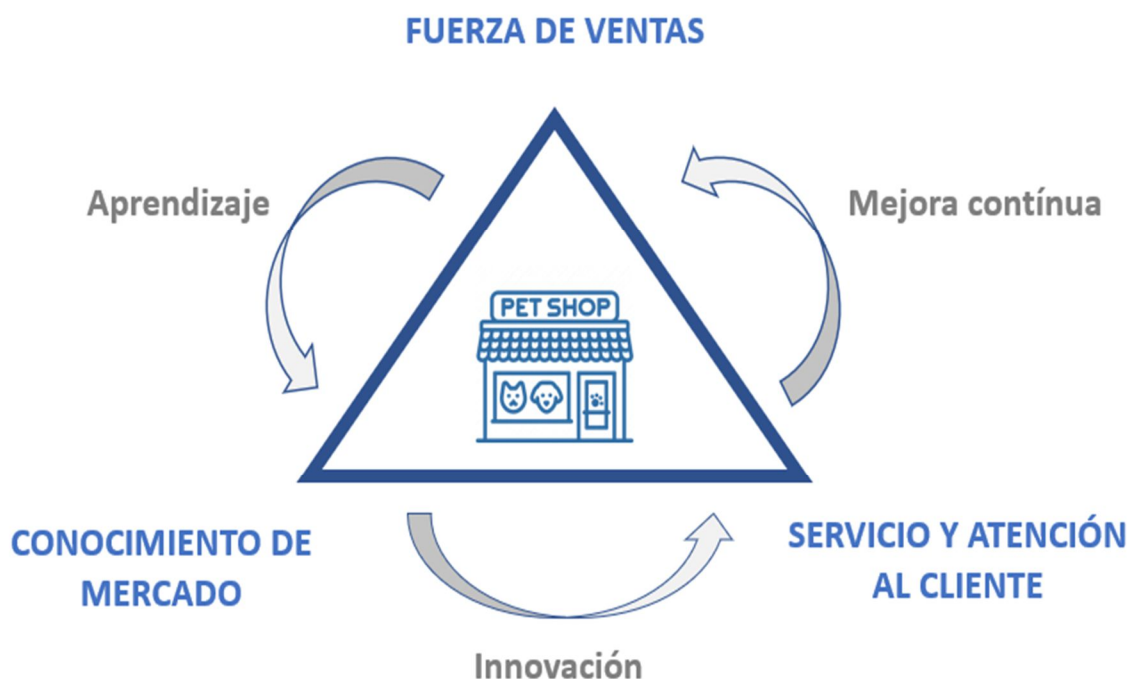 FUERZA DE VENTAS
Aprendizaje
Mejora contínua
PET SHOP
CONOCIMIENTO DE
MERCADO
SERVICIO Y ATENCIÓN
AL CLIENTE
Innovación